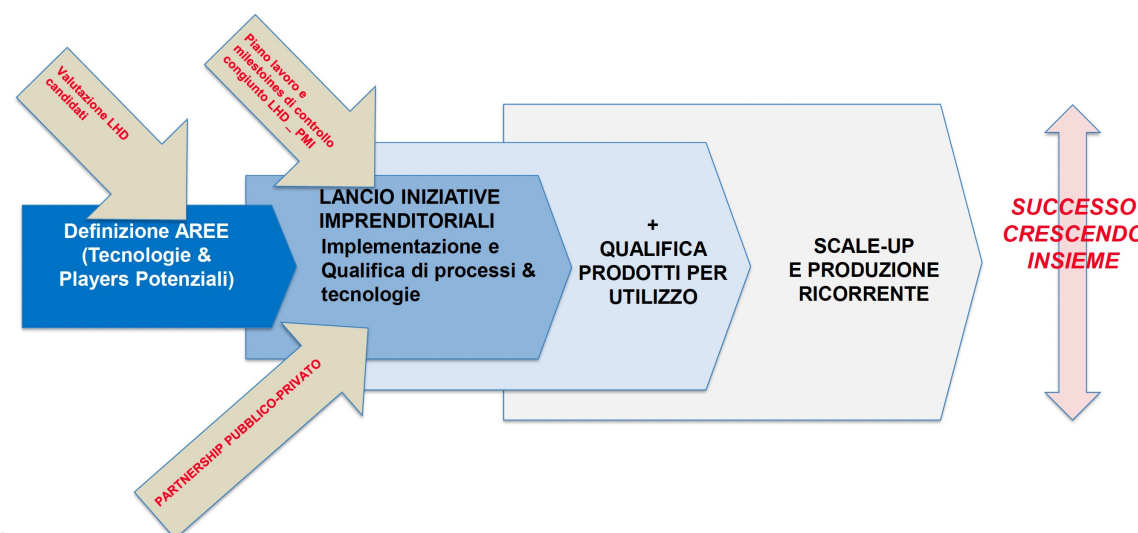 Valutazione LHD
candidati
Piano lavoro e
milestoines di controllo
congiunto LHD_ PMI
Definizione AREE
(Tecnologie &
Players Potenziali)
LANCIO INIZIATIVE
IMPRENDITORIALI
Implementazione e
Qualifica di processi &
tecnologie
+
QUALIFICA
PRODOTTI PER
UTILIZZO
SCALE-UP
E PRODUZIONE
RICORRENTE
SUCCESSO
CRESCENDO
INSIEME
PARTNERSHIP PUBBLICO-PRIVATO